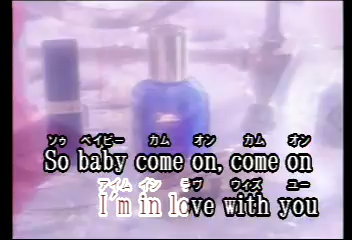 ソゥ ベイビー カム オン カム オン
So baby come on, come on
アイム イン ラヴ ウィズ ユー
I'm in love with you